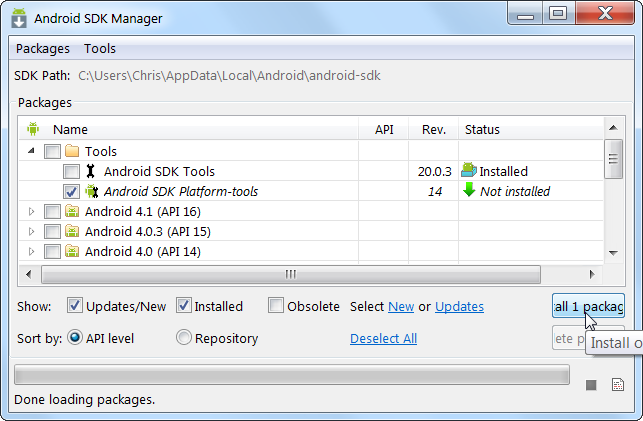 Android SDK Manager
Packages Tools
SDK Path: C:\Users\Chris\AppData\Local\Android\android-sdk
Packages
Name API Rev. Status
Tools
Android SDK Tools 20.0.3 Installed
Android SDK Platform-tools 14 Not installed
Android 4.1 (API 16)
Android 4.0.3 (API 15)
Android 4.0 (API 14)
Show: Updates/New Installed Obsolete Select New or Updates all 1 packag
Sort by: API level Repository Deselect All lete p
Install o
Done loading packages.